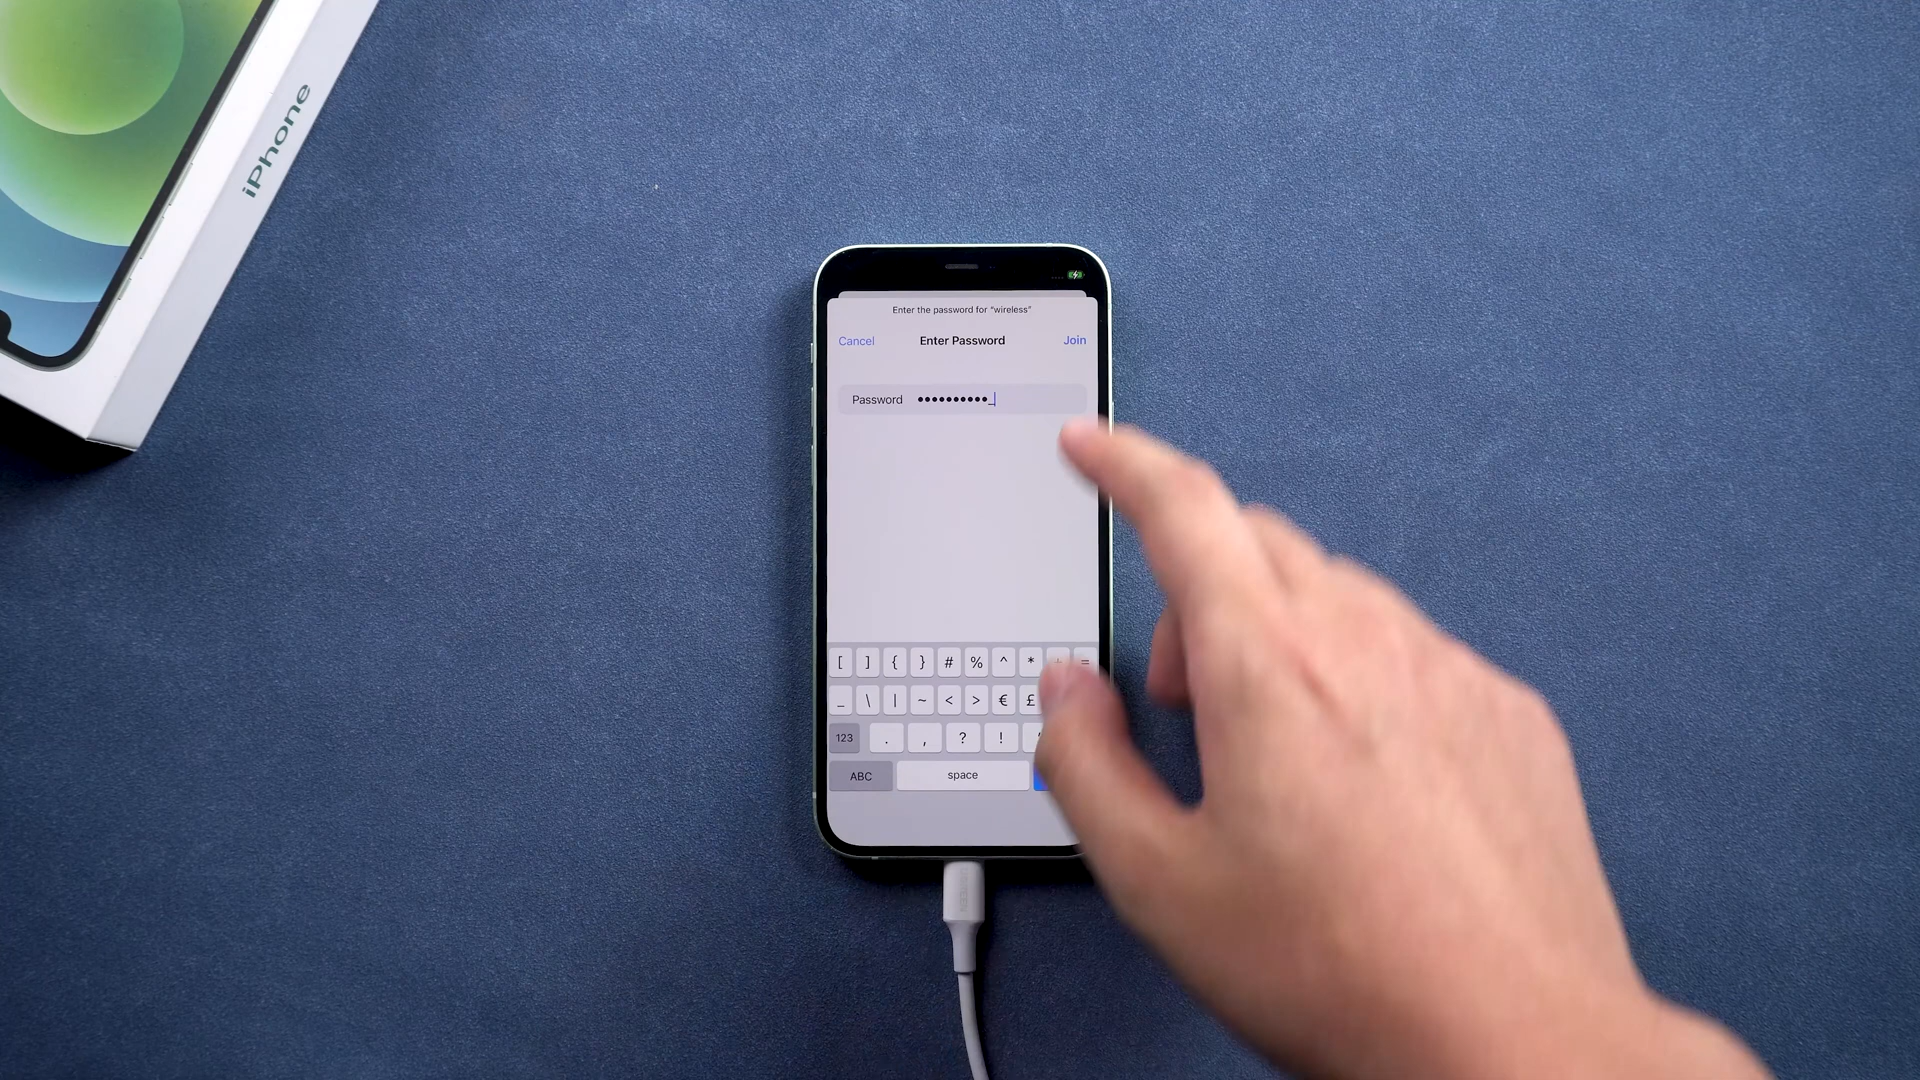 iPhone
Enter the password for “wireless”
Cancel Enter Password Join
Password ••••••••••_
[ ] { } # % ^ * + =
_ \ | ~ < > € £
123 . , ? !
ABC space